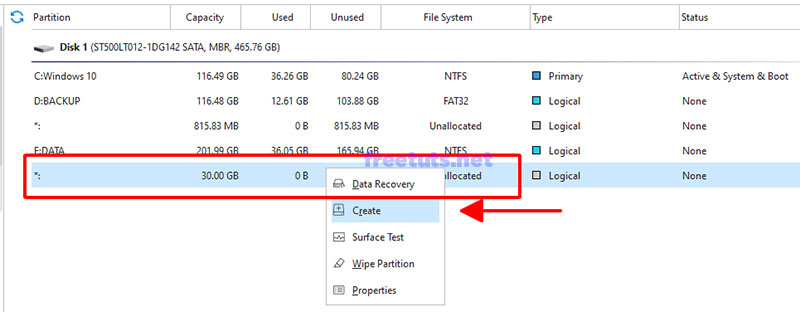 Partition Capacity Used Unused File System Type Status
Disk 1 (ST500LT012-1DG142 SATA, MBR, 465.76 GB)
C:Windows 10 116.49 GB 36.26 GB 80.24 GB NTFS Primary Active & System & Boot
D:BACKUP 116.48 GB 12.61 GB 103.88 GB FAT32 Logical None
*: 815.83 MB 0 B 815.83 MB Unallocated Logical None
F:DATA 201.99 GB 36.05 GB 165.94 GB NTFS Logical None
freetuts.net
*: 30.00 GB 0 B Logical None
Data Recovery
Create
Surface Test
Wipe Partition
Properties